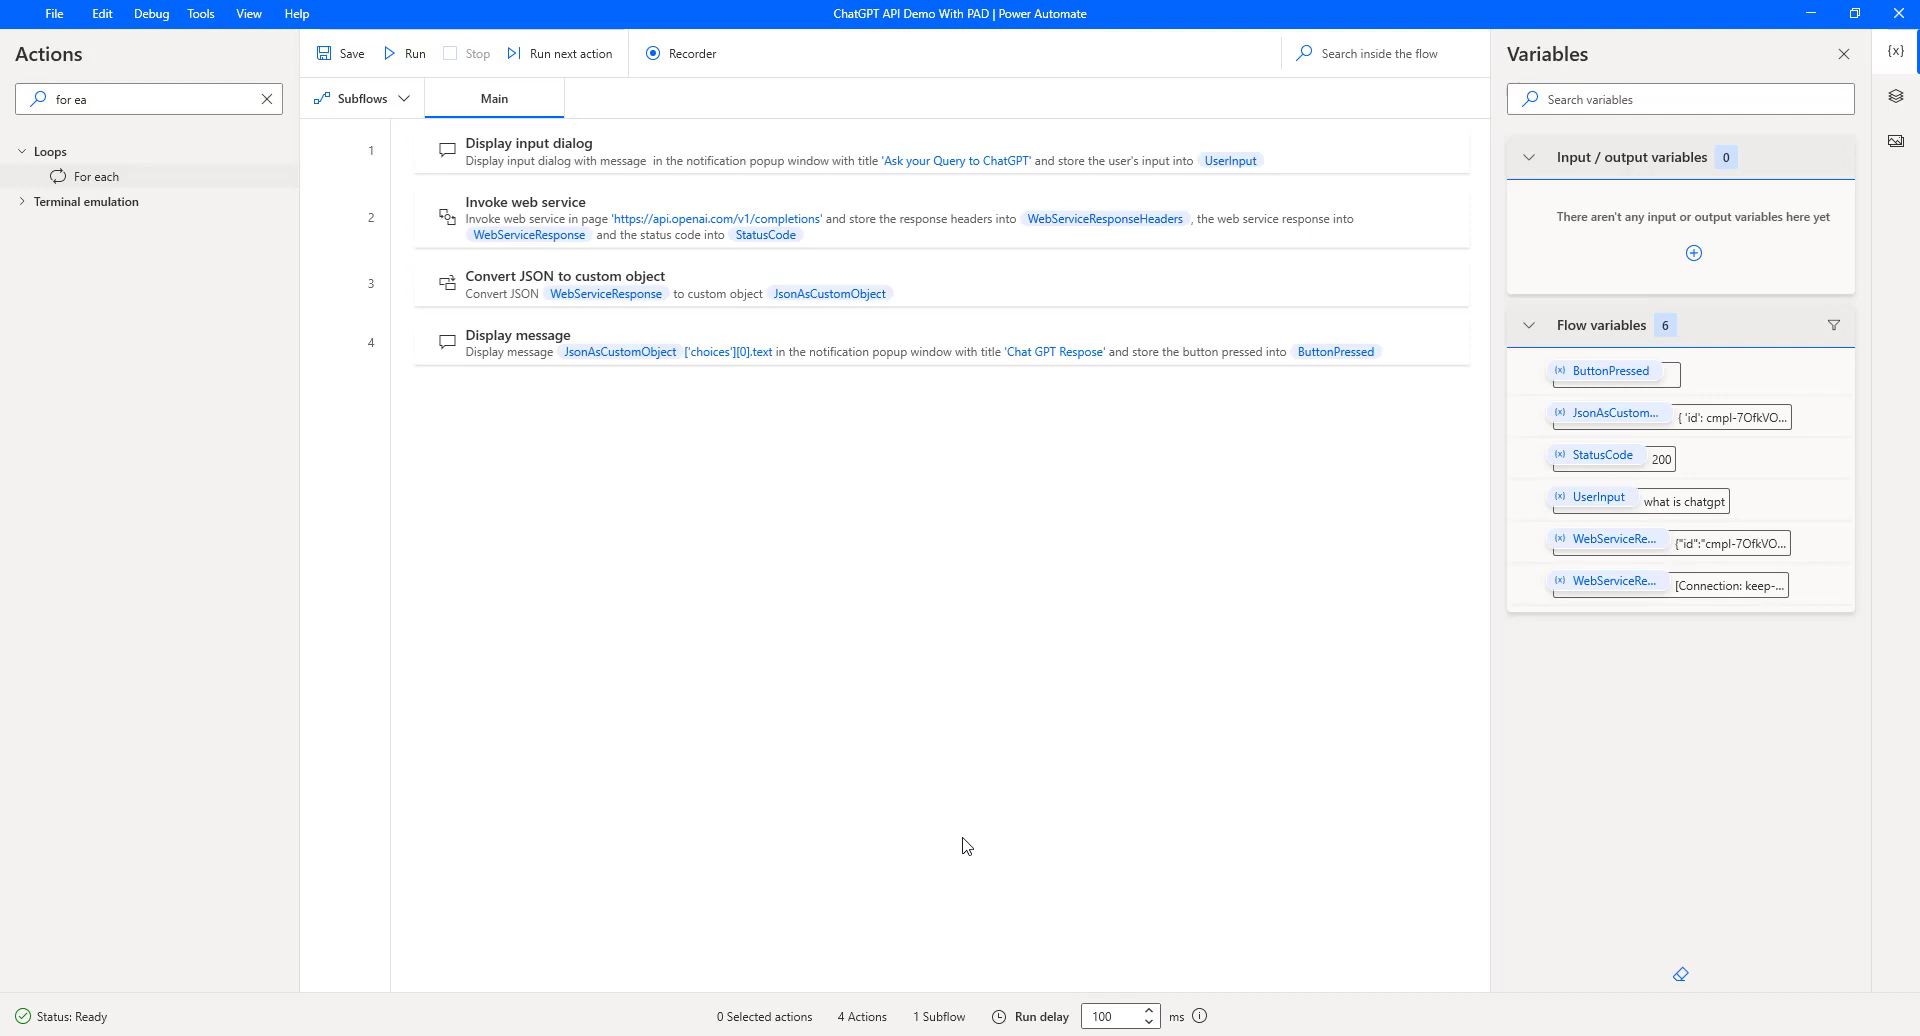 File Edit Debug Tools View Help ChatGPT API Demo With PAD | Power Automate
Actions
for ea
Loops
For each
Terminal emulation
Save Run Stop Run next action Recorder Search inside the flow
Subflows Main
1 Display input dialog
Display input dialog with message in the notification popup window with title 'Ask your Query to ChatGPT' and store the user's input into UserInput
2 Invoke web service
Invoke web service in page 'https://api.openai.com/v1/completions' and store the response headers into WebServiceResponseHeaders , the web service response into
WebServiceResponse and the status code into StatusCode
3 Convert JSON to custom object
Convert JSON WebServiceResponse to custom object JsonAsCustomObject
4 Display message
Display message JsonAsCustomObject ['choices'][0].text in the notification popup window with title 'Chat GPT Respose' and store the button pressed into ButtonPressed
Variables {x}
Search variables
Input / output variables 0
There aren't any input or output variables here yet
Flow variables 6
(x) ButtonPressed
(x) JsonAsCustom... { 'id': cmpl-7OfkVO...
(x) StatusCode 200
(x) UserInput what is chatgpt
(x) WebServiceRe... {"id":"cmpl-7OfkVO...
(x) WebServiceRe... [Connection: keep-...
Status: Ready 0 Selected actions 4 Actions 1 Subflow Run delay 100 ms